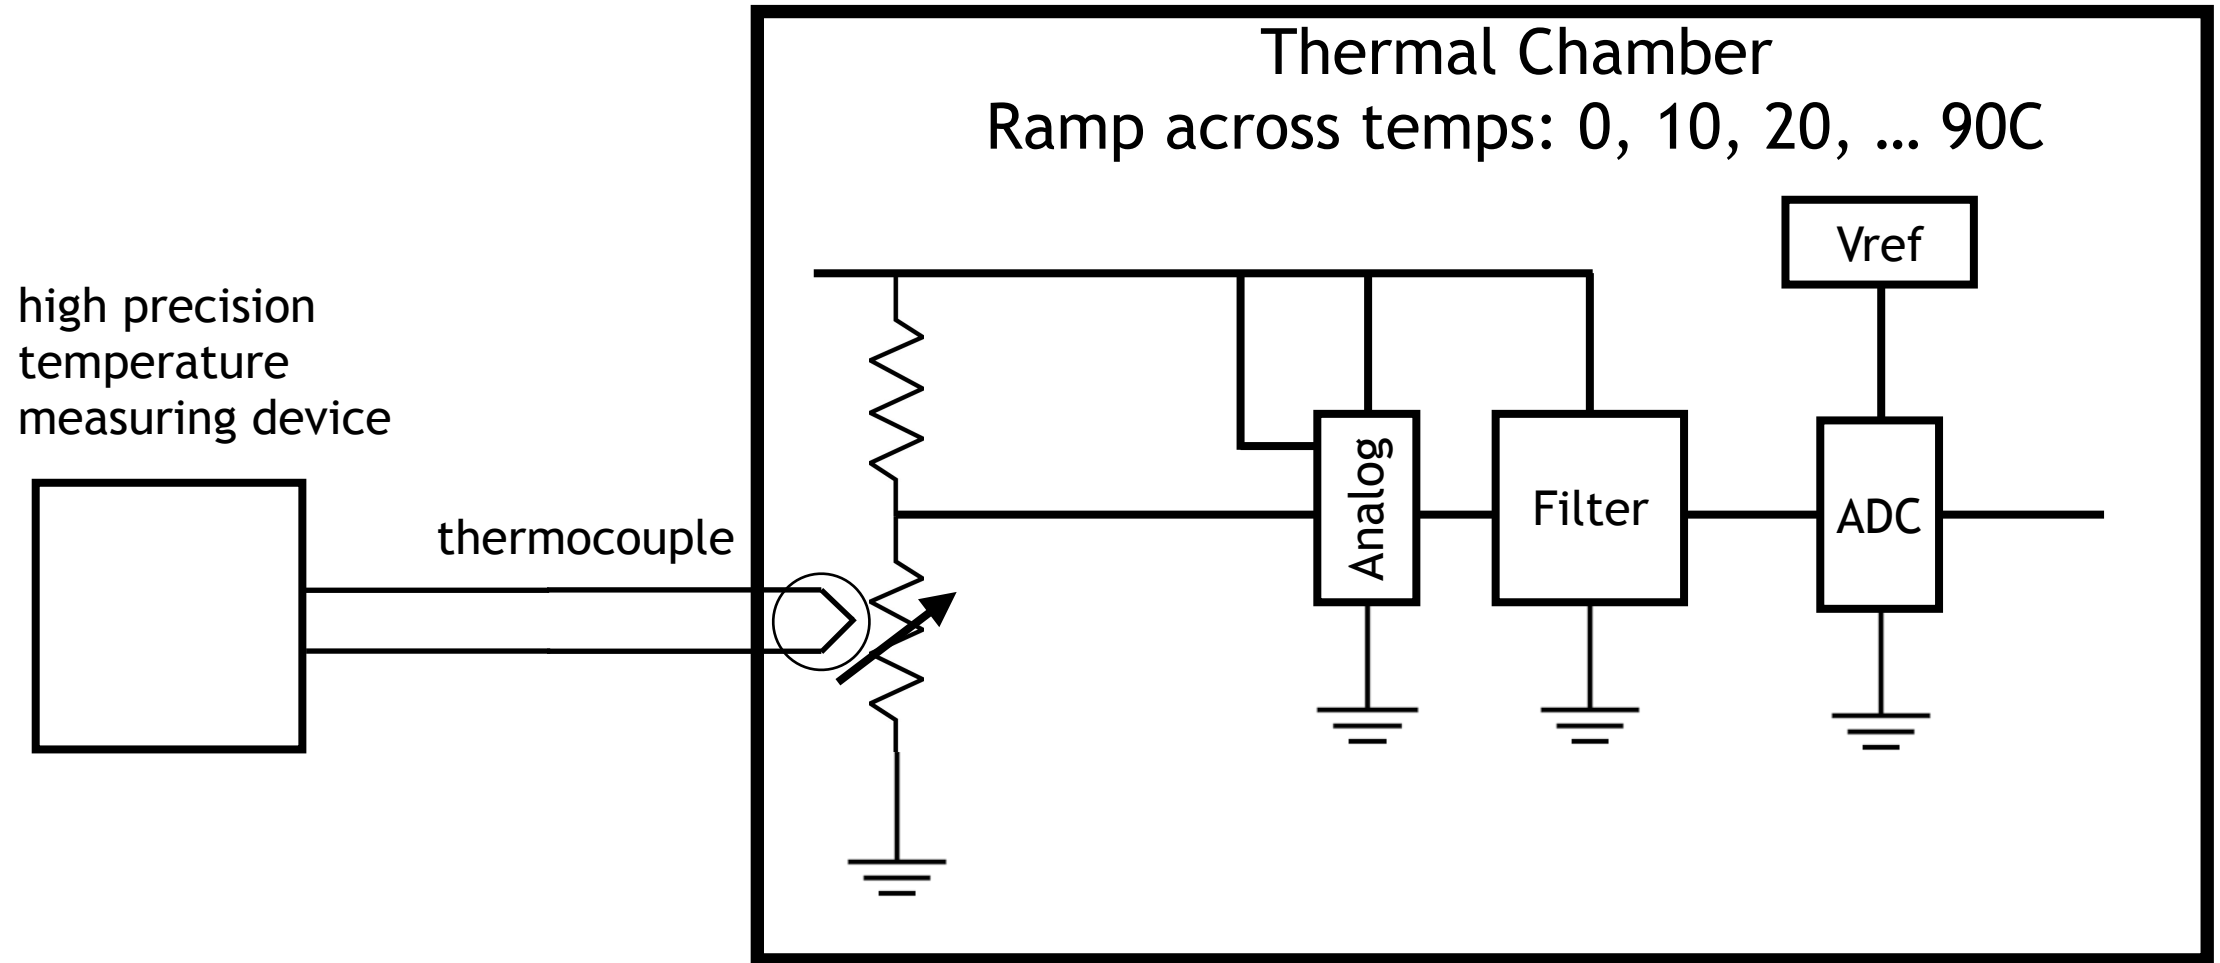 Thermal Chamber
Ramp across temps: 0, 10, 20, … 90C
Vref
high precision
temperature
measuring device
thermocouple
Analog
Filter
ADC